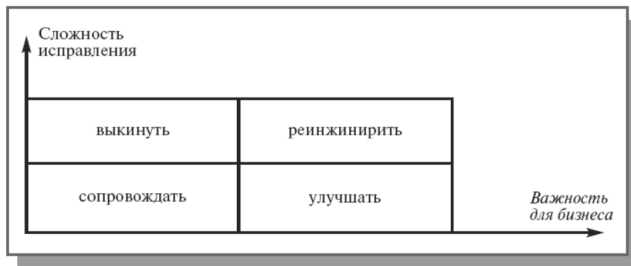 Сложность
исправления
выкинуть
реинжинирить
сопровождать
улучшать
Важность
для бизнеса